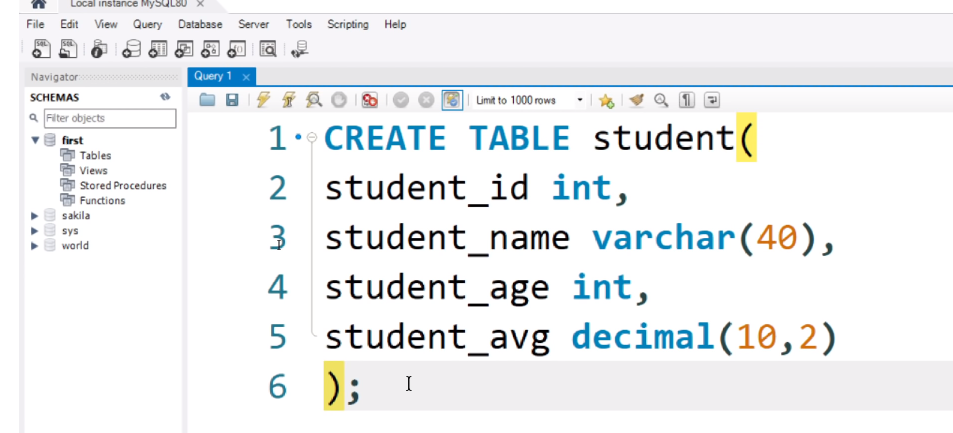 Local instance MySQL80 ×
File Edit View Query Database Server Tools Scripting Help
Navigator
SCHEMAS
Filter objects
first
Tables
Views
Stored Procedures
Functions
sakila
sys
world
Query 1 ×
Limit to 1000 rows
1 CREATE TABLE student(
2 student_id int,
3 student_name varchar(40),
4 student_age int,
5 student_avg decimal(10,2)
6 );